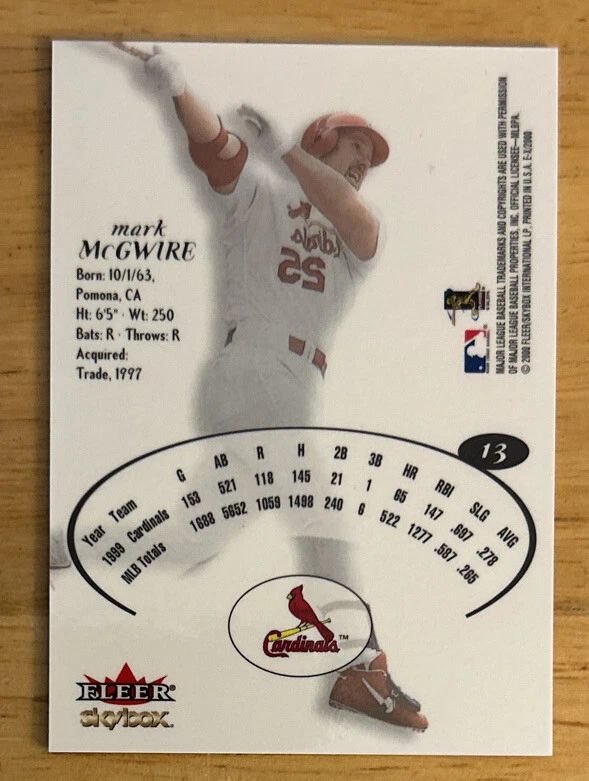 mark
McGWIRE
Born: 10/1/63,
Pomona, CA
Ht: 6'5" · Wt: 250
Bats: R · Throws: R
Acquired:
Trade, 1997
Cardinals
25
MAJOR LEAGUE BASEBALL TRADEMARKS AND COPYRIGHTS ARE USED WITH PERMISSION
OF MAJOR LEAGUE BASEBALL PROPERTIES, INC. OFFICIAL LICENSEE—MLBPA.
© 2000 FLEER/SKYBOX INTERNATIONAL LP, PRINTED IN U.S.A. E-X/2000
13
Year Team G AB R H 2B 3B HR RBI SLG AVG
1999 Cardinals 153 521 118 145 21 1 65 147 .697 .278
MLB Totals 1688 5652 1059 1498 240 6 522 1277 .587 .265
Cardinals™
FLEER®
skybox®